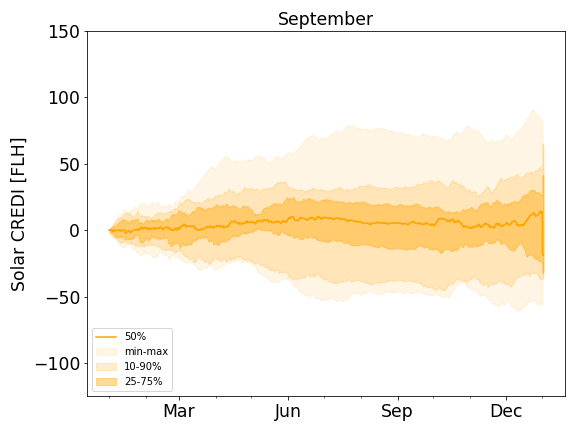 September
Solar CREDI [FLH]
150
100
50
0
−50
−100
50%
min-max
10-90%
25-75%
Mar
Jun
Sep
Dec